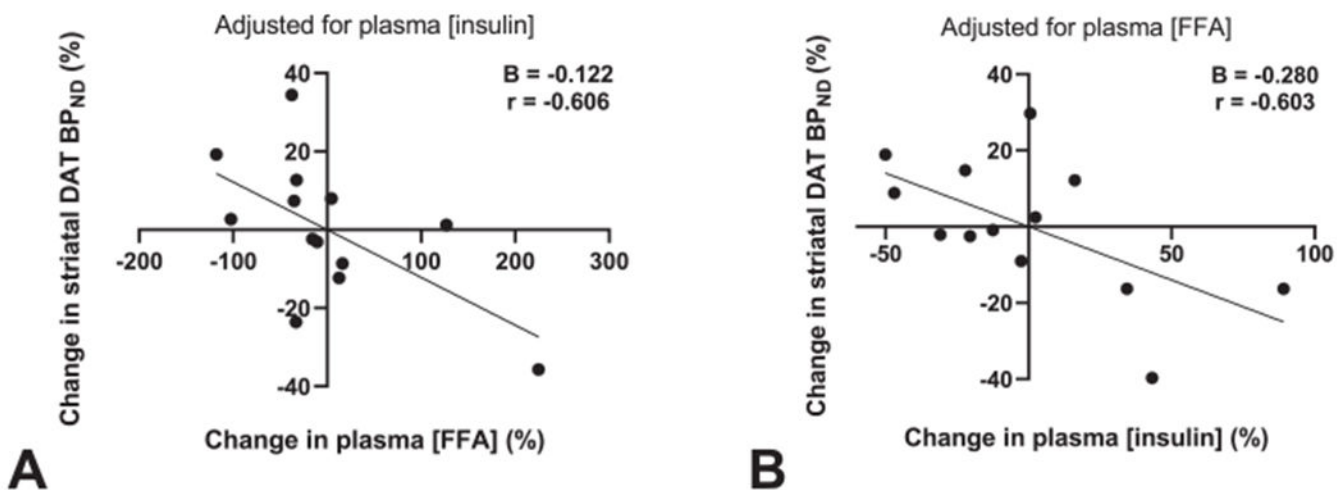 Adjusted for plasma [insulin]
B = -0.122
r = -0.606
Change in striatal DAT BPND (%)
40
20
-20
-40
-200
-100
100
200
300
Change in plasma [FFA] (%)
A
Adjusted for plasma [FFA]
B = -0.280
r = -0.603
Change in striatal DAT BPND (%)
40
20
-20
-40
-50
50
100
Change in plasma [insulin] (%)
B